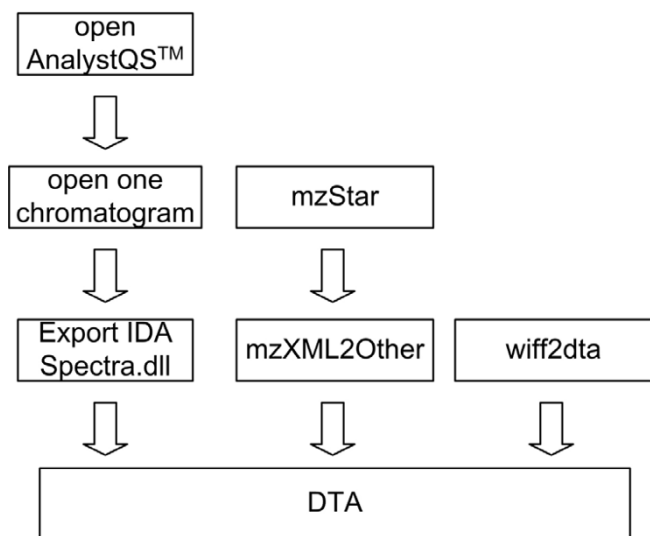 open
AnalystQS™
open one
chromatogram
mzStar
Export IDA
Spectra.dll
mzXML2Other
wiff2dta
DTA